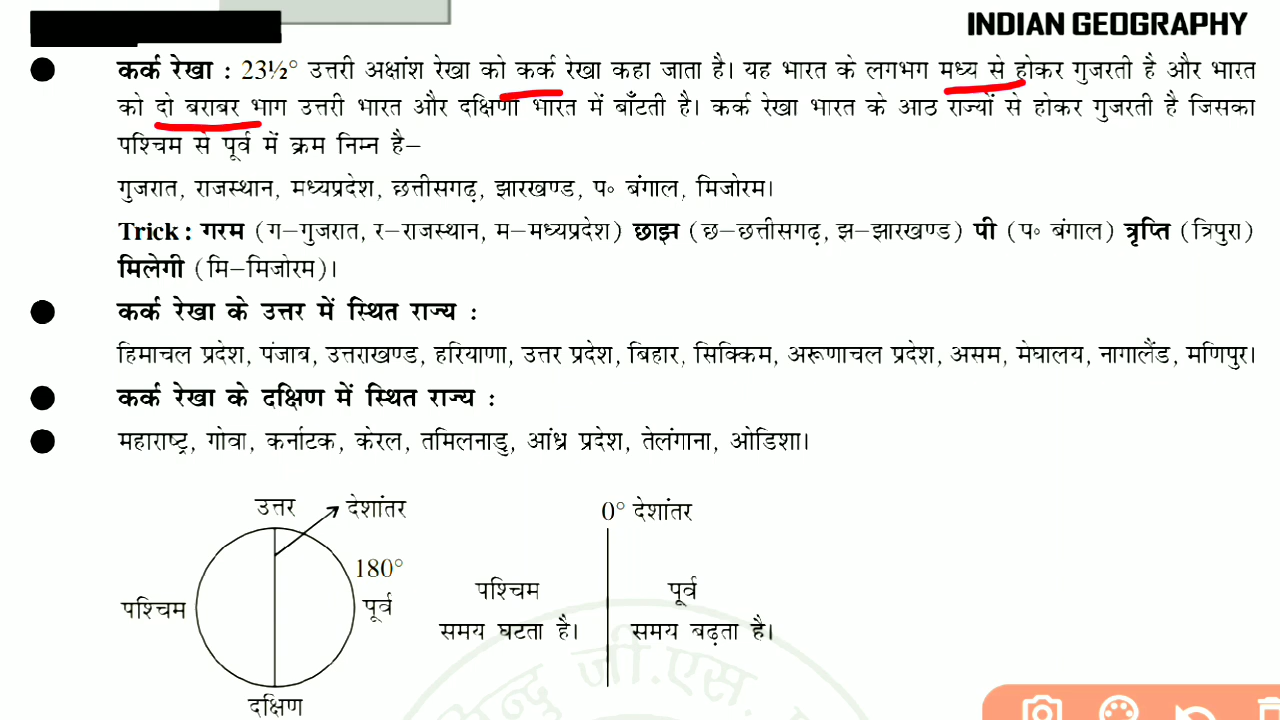 INDIAN GEOGRAPHY
कर्क रेखा : 23½° उत्तरी अक्षांश रेखा को कर्क रेखा कहा जाता है। यह भारत के लगभग मध्य से होकर गुजरती है और भारत
को दो बराबर भाग उत्तरी भारत और दक्षिणी भारत में बाँटती है। कर्क रेखा भारत के आठ राज्यों से होकर गुजरती है जिसका
पश्चिम से पूर्व में क्रम निम्न है–
गुजरात, राजस्थान, मध्यप्रदेश, छत्तीसगढ़, झारखण्ड, प॰ बंगाल, मिजोरम।
Trick : गरम (ग–गुजरात, र–राजस्थान, म–मध्यप्रदेश) छाझ (छ–छत्तीसगढ़, झ–झारखण्ड) पी (प॰ बंगाल) त्रृप्ति (त्रिपुरा)
मिलेगी (मि–मिजोरम)।
कर्क रेखा के उत्तर में स्थित राज्य :
हिमाचल प्रदेश, पंजाब, उत्तराखण्ड, हरियाणा, उत्तर प्रदेश, बिहार, सिक्किम, अरूणाचल प्रदेश, असम, मेघालय, नागालैंड, मणिपुर।
कर्क रेखा के दक्षिण में स्थित राज्य :
महाराष्ट्र, गोवा, कर्नाटक, केरल, तमिलनाडु, आंध्र प्रदेश, तेलंगाना, ओडिशा।
उत्तर देशांतर
180°
पश्चिम पूर्व
दक्षिण
0° देशांतर
पश्चिम पूर्व
समय घटता है। समय बढ़ता है।
जी.एस.